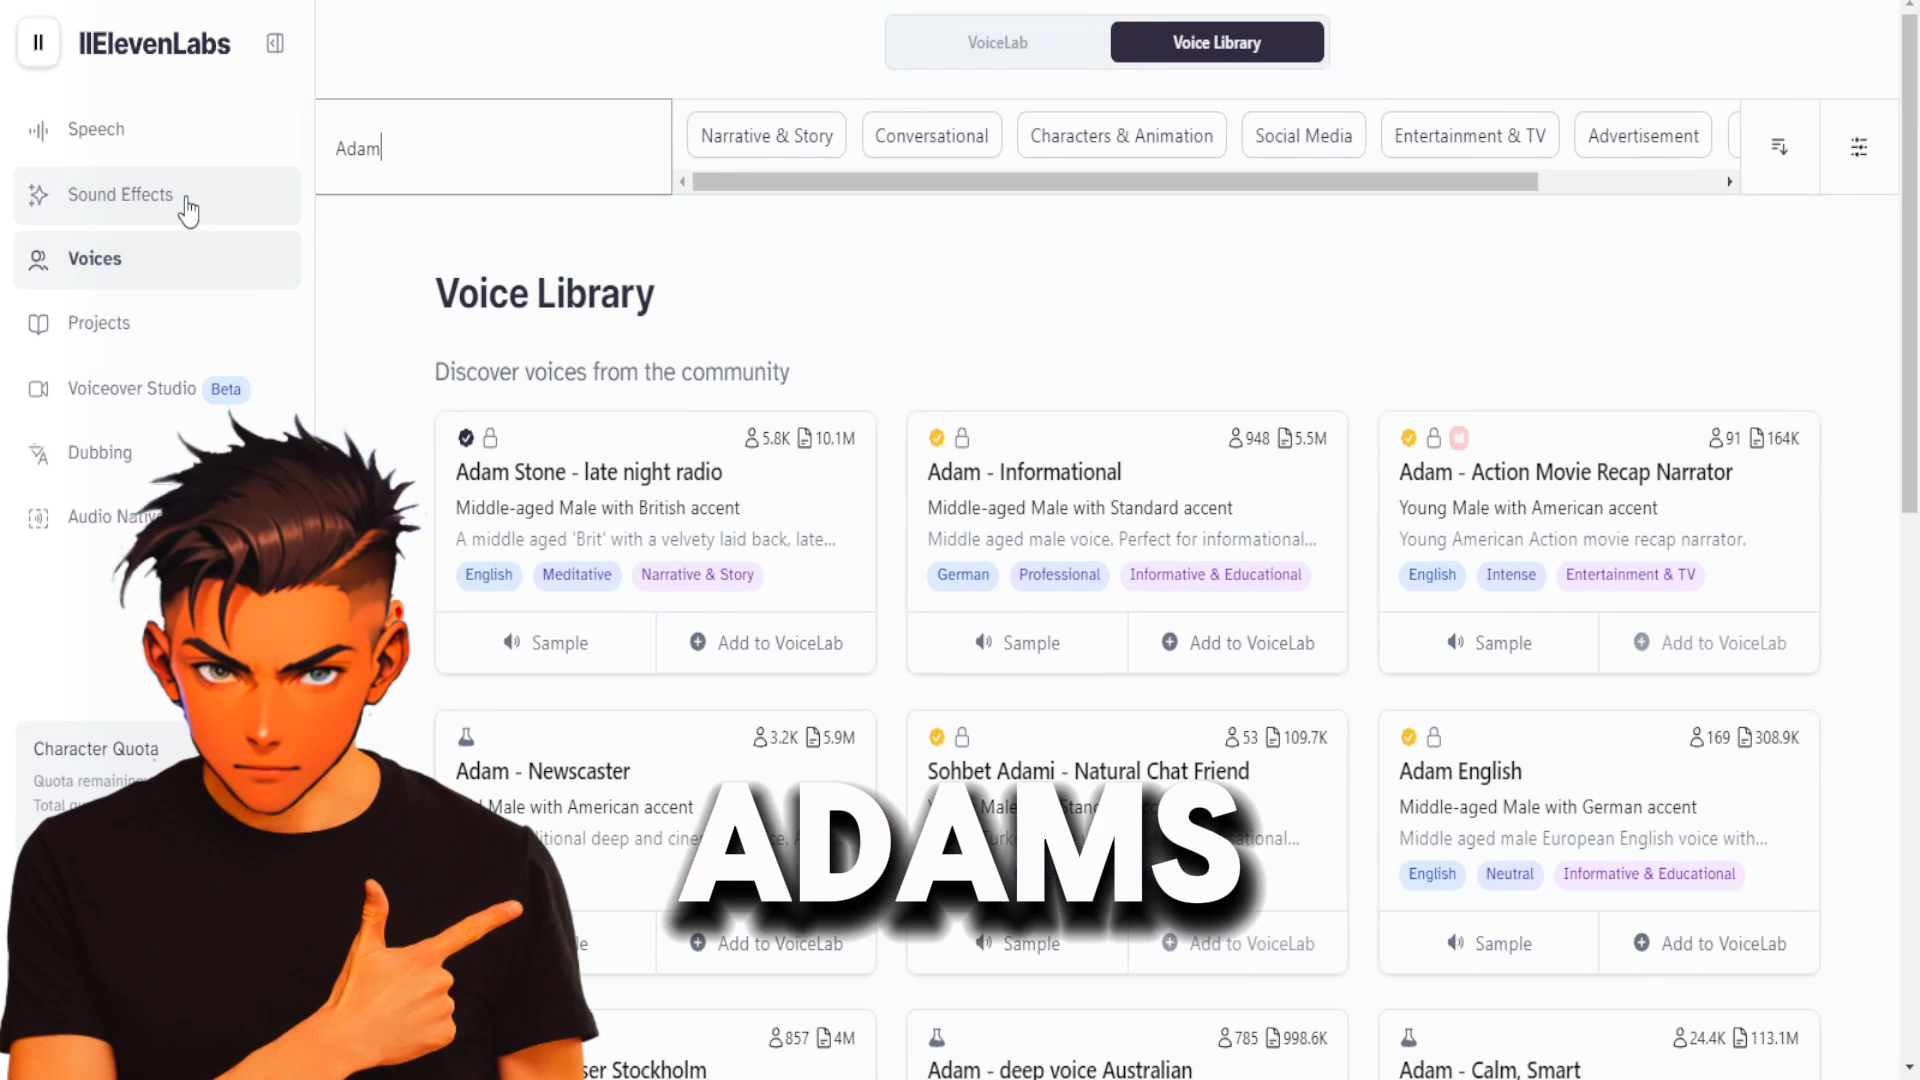 IIElevenLabs
VoiceLab
Voice Library
Speech
Sound Effects
Voices
Projects
Voiceover Studio Beta
Dubbing
Audio Native
Character Quota
Quota remaining
Total
Adam
Narrative & Story
Conversational
Characters & Animation
Social Media
Entertainment & TV
Advertisement
Voice Library
Discover voices from the community
5.8K 10.1M
Adam Stone - late night radio
Middle-aged Male with British accent
A middle aged 'Brit' with a velvety laid back, late...
English Meditative Narrative & Story
Sample Add to VoiceLab
948 5.5M
Adam - Informational
Middle-aged Male with Standard accent
Middle aged male voice. Perfect for informational...
German Professional Informative & Educational
Sample Add to VoiceLab
M 91 164K
Adam - Action Movie Recap Narrator
Young Male with American accent
Young American Action movie recap narrator.
English Intense Entertainment & TV
Sample Add to VoiceLab
3.2K 5.9M
Adam - Newscaster
Male with American accent
Add to VoiceLab
53 109.7K
Sohbet Adami - Natural Chat Friend
Sample Add to VoiceLab
169 308.9K
Adam English
Middle-aged Male with German accent
Middle aged male European English voice with...
English Neutral Informative & Educational
Sample Add to VoiceLab
ADAMS
857 4M
Stockholm
785 998.6K
Adam - deep voice Australian
24.4K 113.1M
Adam - Calm, Smart